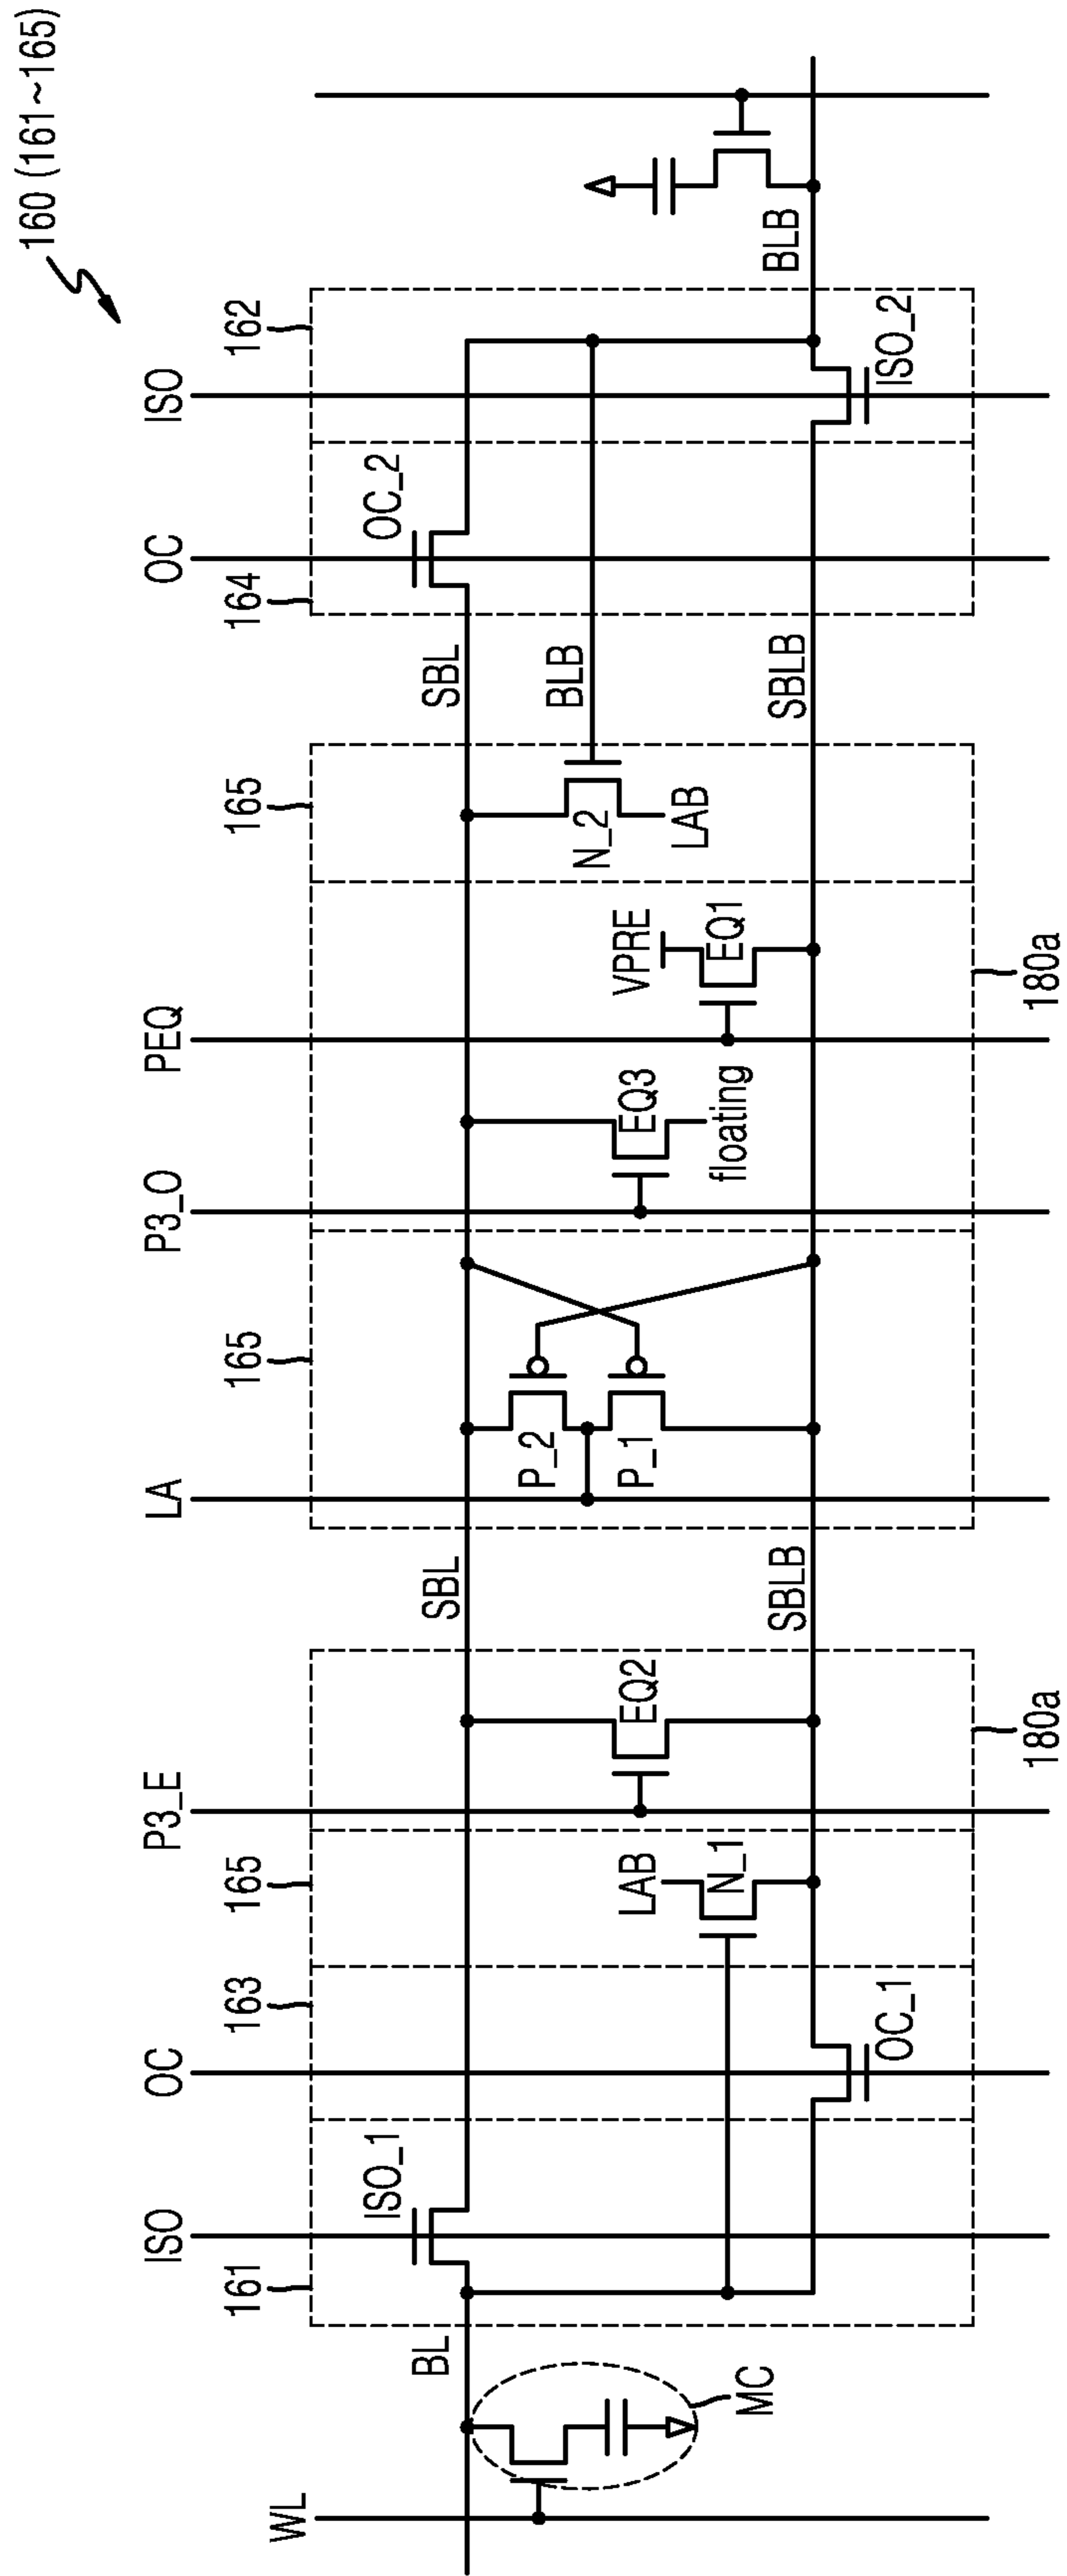 160 (161~165)
WL
ISO
OC
P3_E
LA
P3_O
PEQ
OC
ISO
161
163
165
165
165
164
162
BL
ISO_1
SBL
SBL
OC_2
MC
LAB
N_1
EQ2
P_2
P_1
EQ3
floating
VPRE
EQ1
N_2
LAB
BLB
BLB
OC_1
SBLB
SBLB
ISO_2
180a
180a